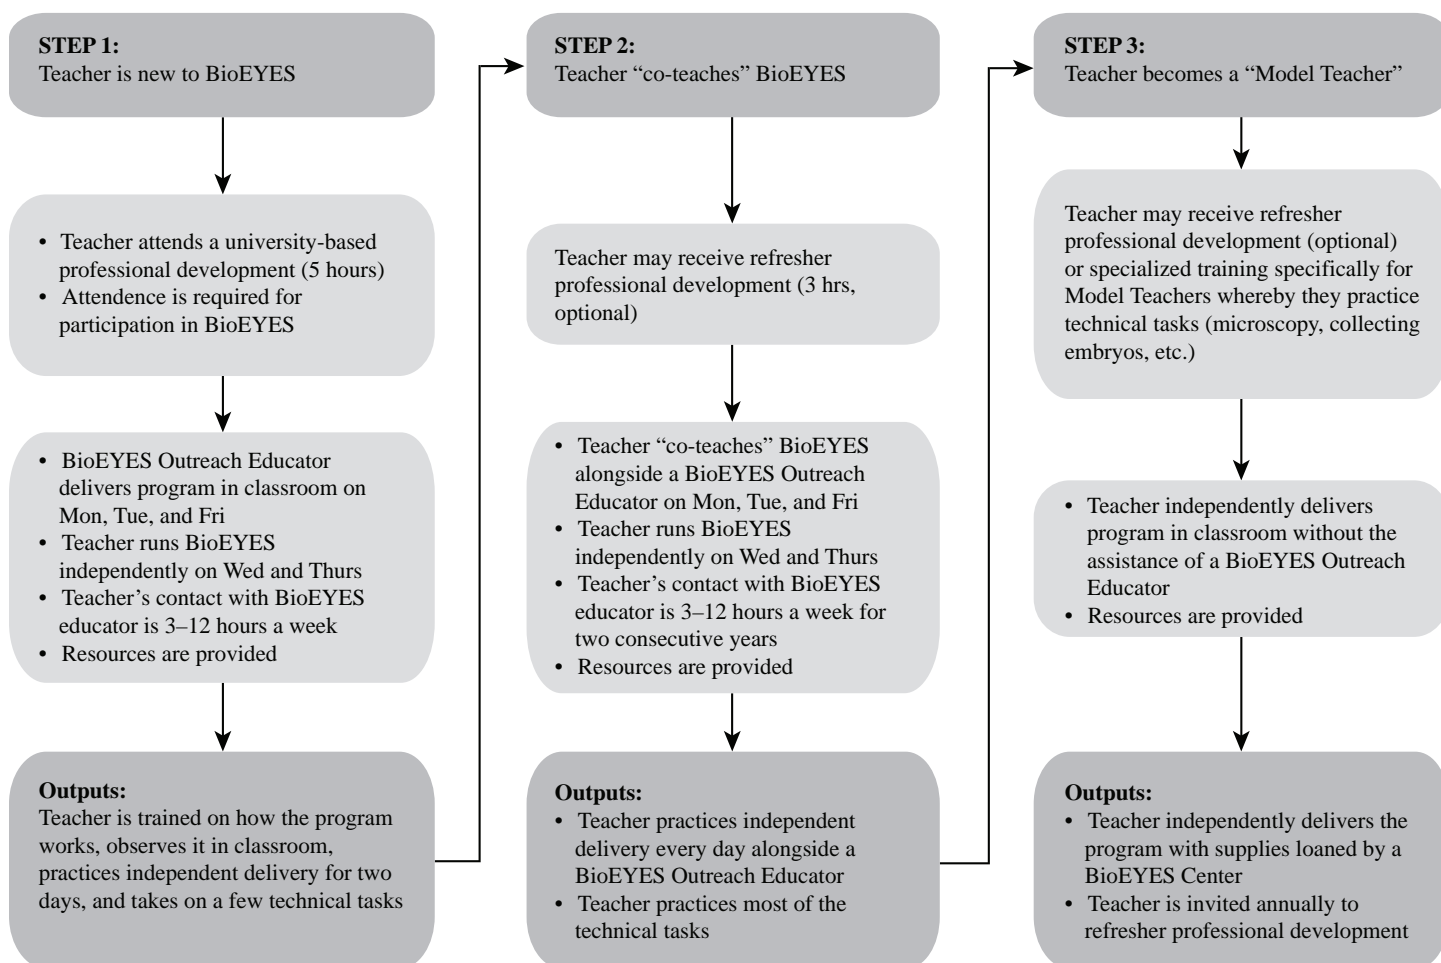 STEP 1:
Teacher is new to BioEYES
• Teacher attends a university-based
professional development (5 hours)
• Attendence is required for
participation in BioEYES
• BioEYES Outreach Educator
delivers program in classroom on
Mon, Tue, and Fri
• Teacher runs BioEYES
independently on Wed and Thurs
• Teacher’s contact with BioEYES
educator is 3–12 hours a week
• Resources are provided
Outputs:
Teacher is trained on how the program
works, observes it in classroom,
practices independent delivery for two
days, and takes on a few technical tasks
STEP 2:
Teacher “co-teaches” BioEYES
Teacher may receive refresher
professional development (3 hrs,
optional)
• Teacher “co-teaches” BioEYES
alongside a BioEYES Outreach
Educator on Mon, Tue, and Fri
• Teacher runs BioEYES
independently on Wed and Thurs
• Teacher’s contact with BioEYES
educator is 3–12 hours a week for
two consecutive years
• Resources are provided
Outputs:
• Teacher practices independent
delivery every day alongside a
BioEYES Outreach Educator
• Teacher practices most of the
technical tasks
STEP 3:
Teacher becomes a “Model Teacher”
Teacher may receive refresher
professional development (optional)
or specialized training specifically for
Model Teachers whereby they practice
technical tasks (microscopy, collecting
embryos, etc.)
• Teacher independently delivers
program in classroom without the
assistance of a BioEYES Outreach
Educator
• Resources are provided
Outputs:
• Teacher independently delivers the
program with supplies loaned by a
BioEYES Center
• Teacher is invited annually to
refresher professional development